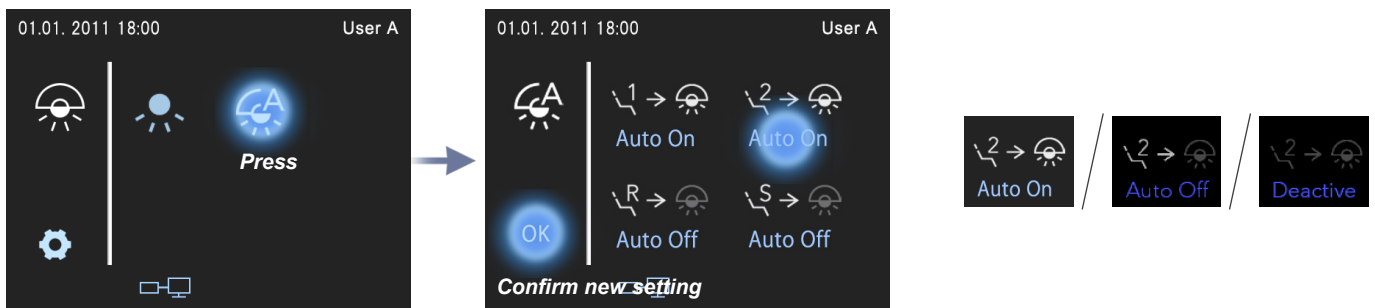 01.01. 2011 18:00 User A
A
Press
01.01. 2011 18:00 User A
A
1 → 2 →
Auto On Auto On
R → S →
OK
Auto Off Auto Off
Confirm new setting
2 → / 2 → / 2 →
Auto On Auto Off Deactive